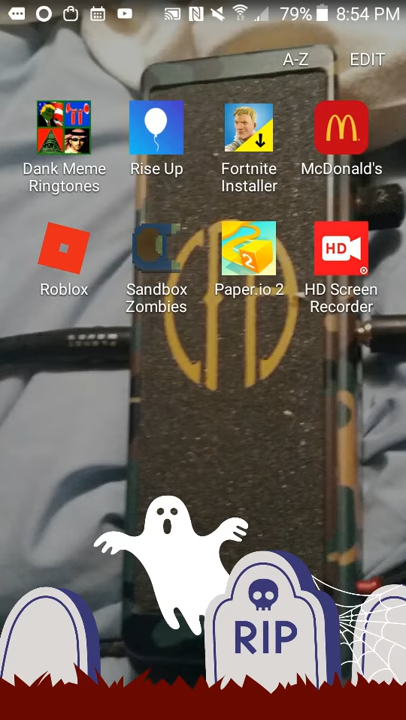 79% 8:54 PM
A-Z EDIT
Dank Meme Ringtones
Rise Up
Fortnite Installer
McDonald's
Roblox
Sandbox Zombies
Paper.io 2
HD
HD Screen Recorder
RIP